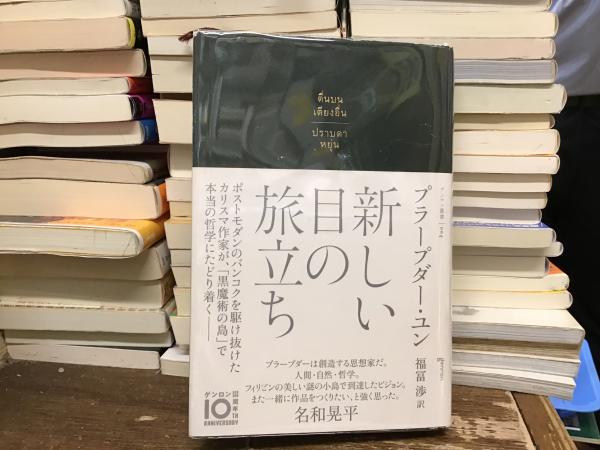 ตื่นบน
เตียงอื่น
ปราบดา
หยุ่น
ゲンロン叢書
プラープダー・ユン
福冨 渉 訳
新しい
目の
旅立ち
ポストモダンのバンコクを駆け抜けた
カリスマ作家が、「黒魔術の島」で
本当の哲学にたどり着く――
プラープダーは創造する思想家だ。
人間・自然・哲学。
フィリピンの美しい謎の小島で到達したビジョン。
また一緒に作品をつくりたい、と強く思った。
名和晃平
ゲンロン
10
周年
TH
ANNIVERSARY